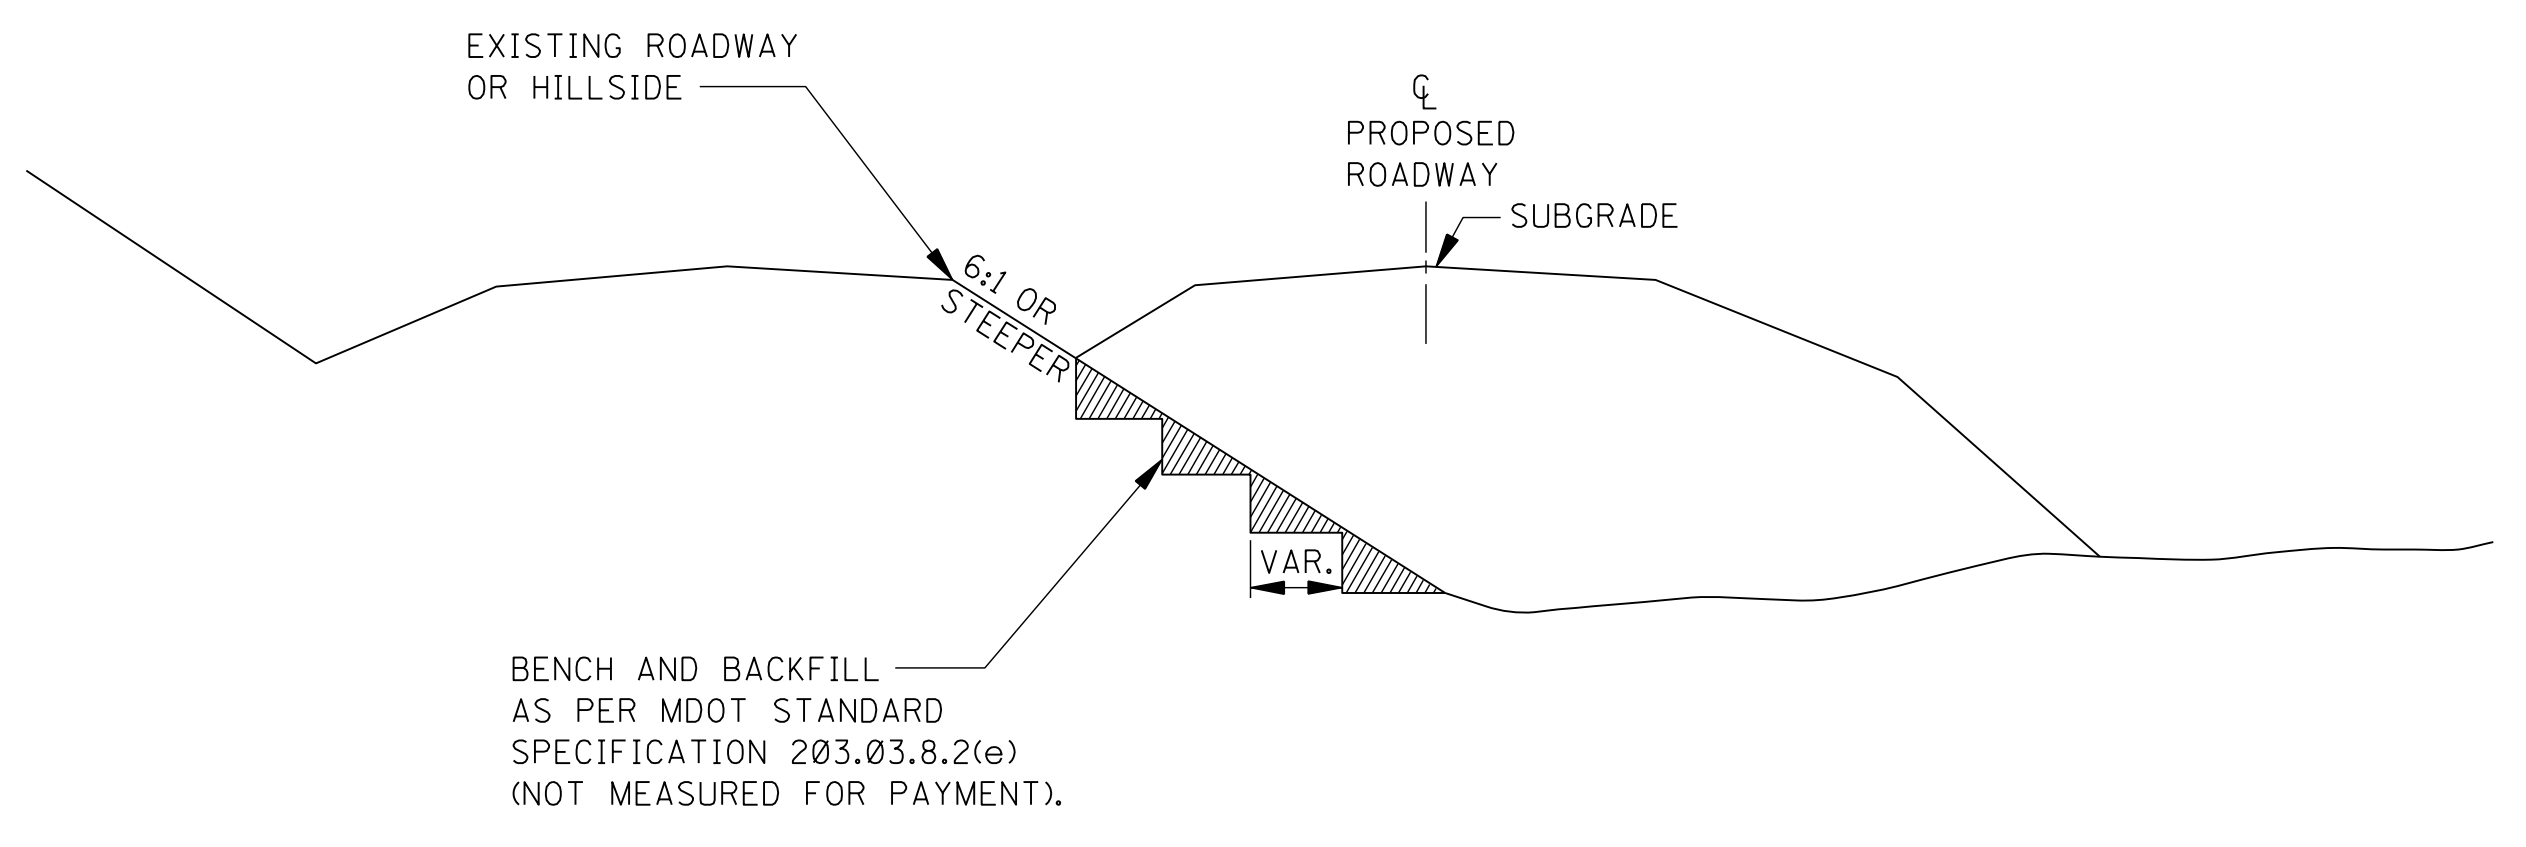 EXISTING ROADWAY
OR HILLSIDE
℄
PROPOSED
ROADWAY
SUBGRADE
6:1 OR
STEEPER
VAR.
BENCH AND BACKFILL
AS PER MDOT STANDARD
SPECIFICATION 203.03.8.2(e)
(NOT MEASURED FOR PAYMENT).